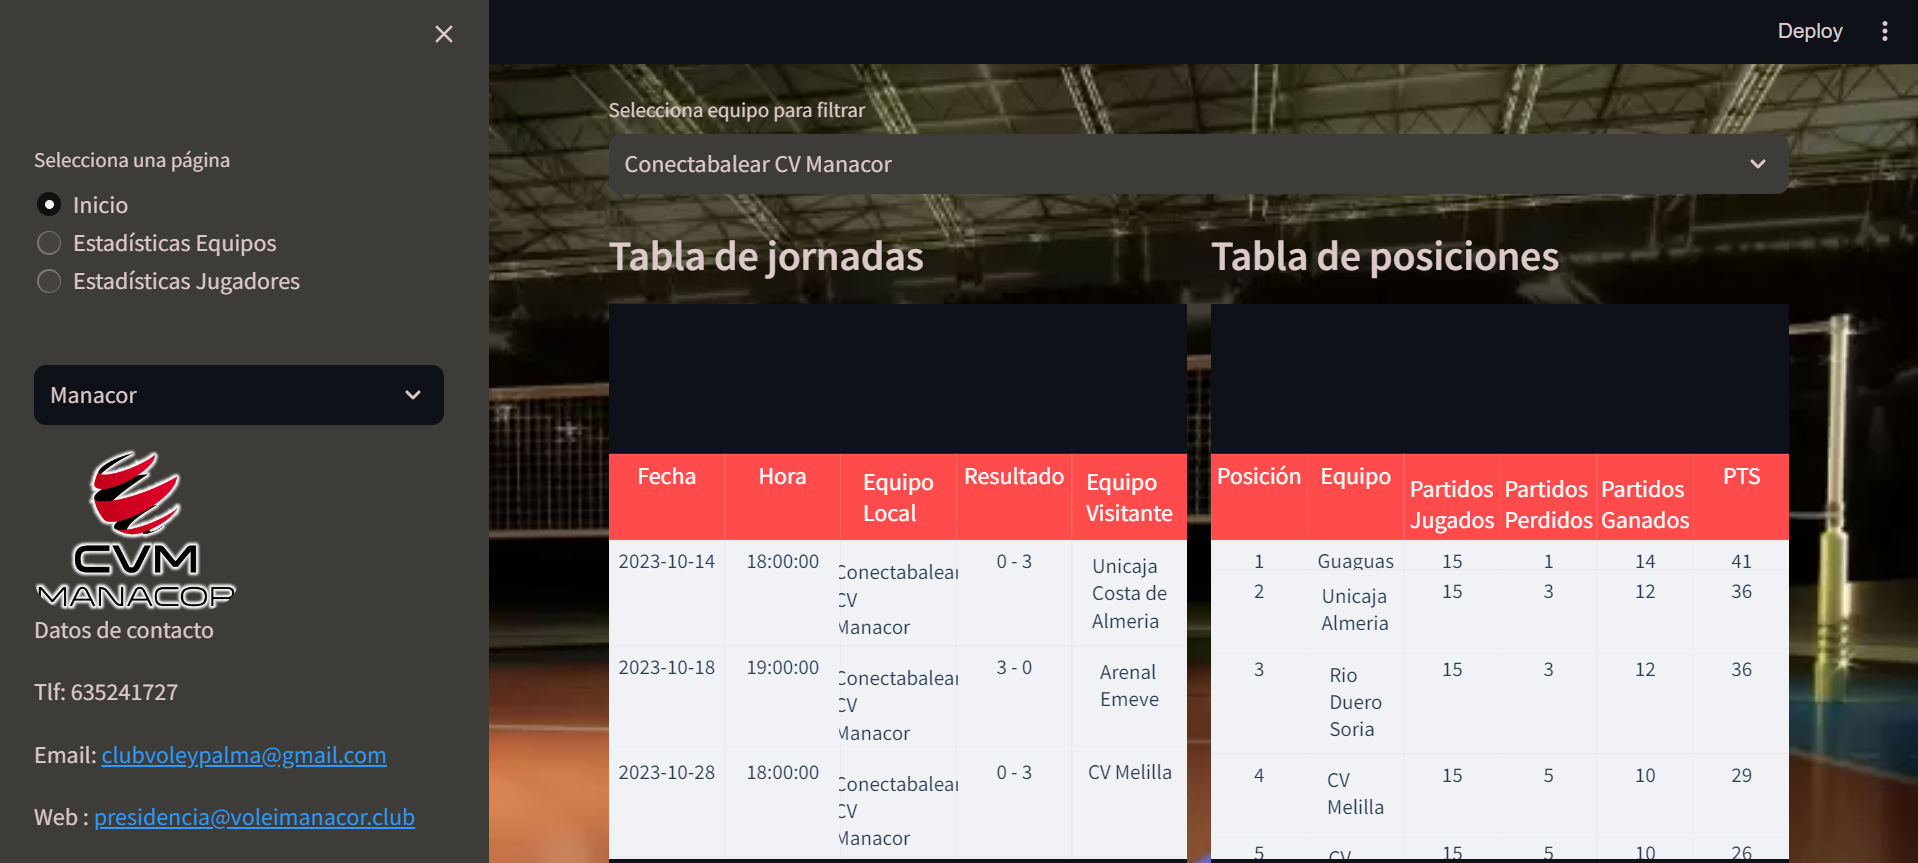 Deploy
Selecciona una página
Inicio
Estadísticas Equipos
Estadísticas Jugadores
Manacor
CVM
MANACOR
Datos de contacto
Tlf: 635241727
Email: clubvoleypalma@gmail.com
Web : presidencia@voleimanacor.club
Selecciona equipo para filtrar
Conectabalear CV Manacor
Tabla de jornadas
Fecha Hora Equipo Local Resultado Equipo Visitante
2023-10-14 18:00:00 Conectabalear CV Manacor 0 - 3 Unicaja Costa de Almeria
2023-10-18 19:00:00 Conectabalear CV Manacor 3 - 0 Arenal Emeve
2023-10-28 18:00:00 Conectabalear CV Manacor 0 - 3 CV Melilla
Tabla de posiciones
Posición Equipo Partidos Jugados Partidos Perdidos Partidos Ganados PTS
1 Guaguas 15 1 14 41
2 Unicaja Almeria 15 3 12 36
3 Rio Duero Soria 15 3 12 36
4 CV Melilla 15 5 10 29
5 CV 15 5 10 26